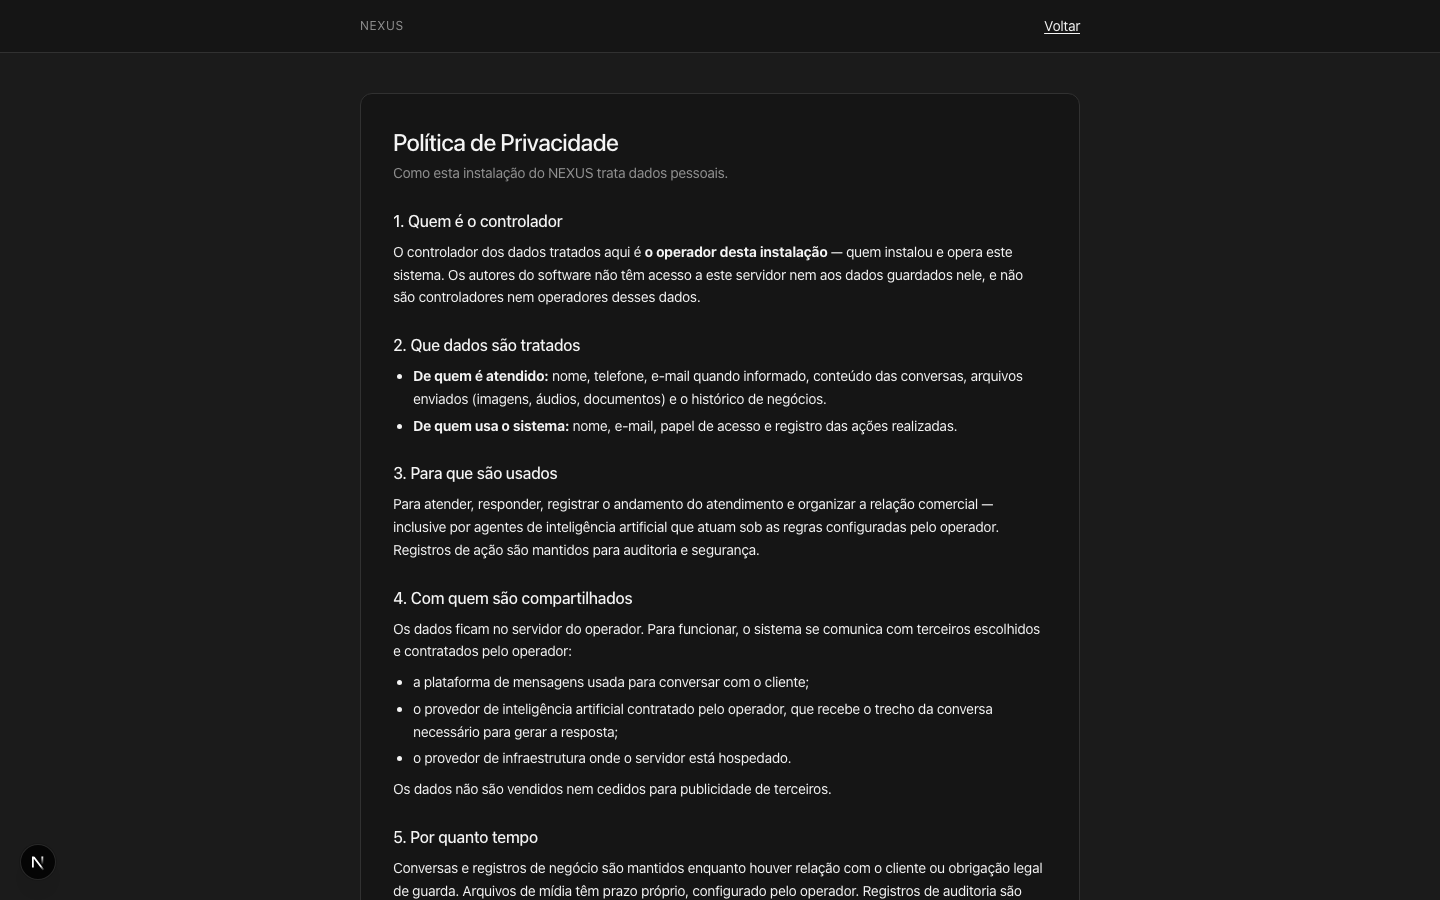 NEXUS
Voltar
Política de Privacidade
Como esta instalação do NEXUS trata dados pessoais.
1. Quem é o controlador
O controlador dos dados tratados aqui é o operador desta instalação — quem instalou e opera este
sistema. Os autores do software não têm acesso a este servidor nem aos dados guardados nele, e não
são controladores nem operadores desses dados.
2. Que dados são tratados
• De quem é atendido: nome, telefone, e-mail quando informado, conteúdo das conversas, arquivos
enviados (imagens, áudios, documentos) e o histórico de negócios.
• De quem usa o sistema: nome, e-mail, papel de acesso e registro das ações realizadas.
3. Para que são usados
Para atender, responder, registrar o andamento do atendimento e organizar a relação comercial —
inclusive por agentes de inteligência artificial que atuam sob as regras configuradas pelo operador.
Registros de ação são mantidos para auditoria e segurança.
4. Com quem são compartilhados
Os dados ficam no servidor do operador. Para funcionar, o sistema se comunica com terceiros escolhidos
e contratados pelo operador:
• a plataforma de mensagens usada para conversar com o cliente;
• o provedor de inteligência artificial contratado pelo operador, que recebe o trecho da conversa
necessário para gerar a resposta;
• o provedor de infraestrutura onde o servidor está hospedado.
Os dados não são vendidos nem cedidos para publicidade de terceiros.
5. Por quanto tempo
Conversas e registros de negócio são mantidos enquanto houver relação com o cliente ou obrigação legal
de guarda. Arquivos de mídia têm prazo próprio, configurado pelo operador. Registros de auditoria são
N